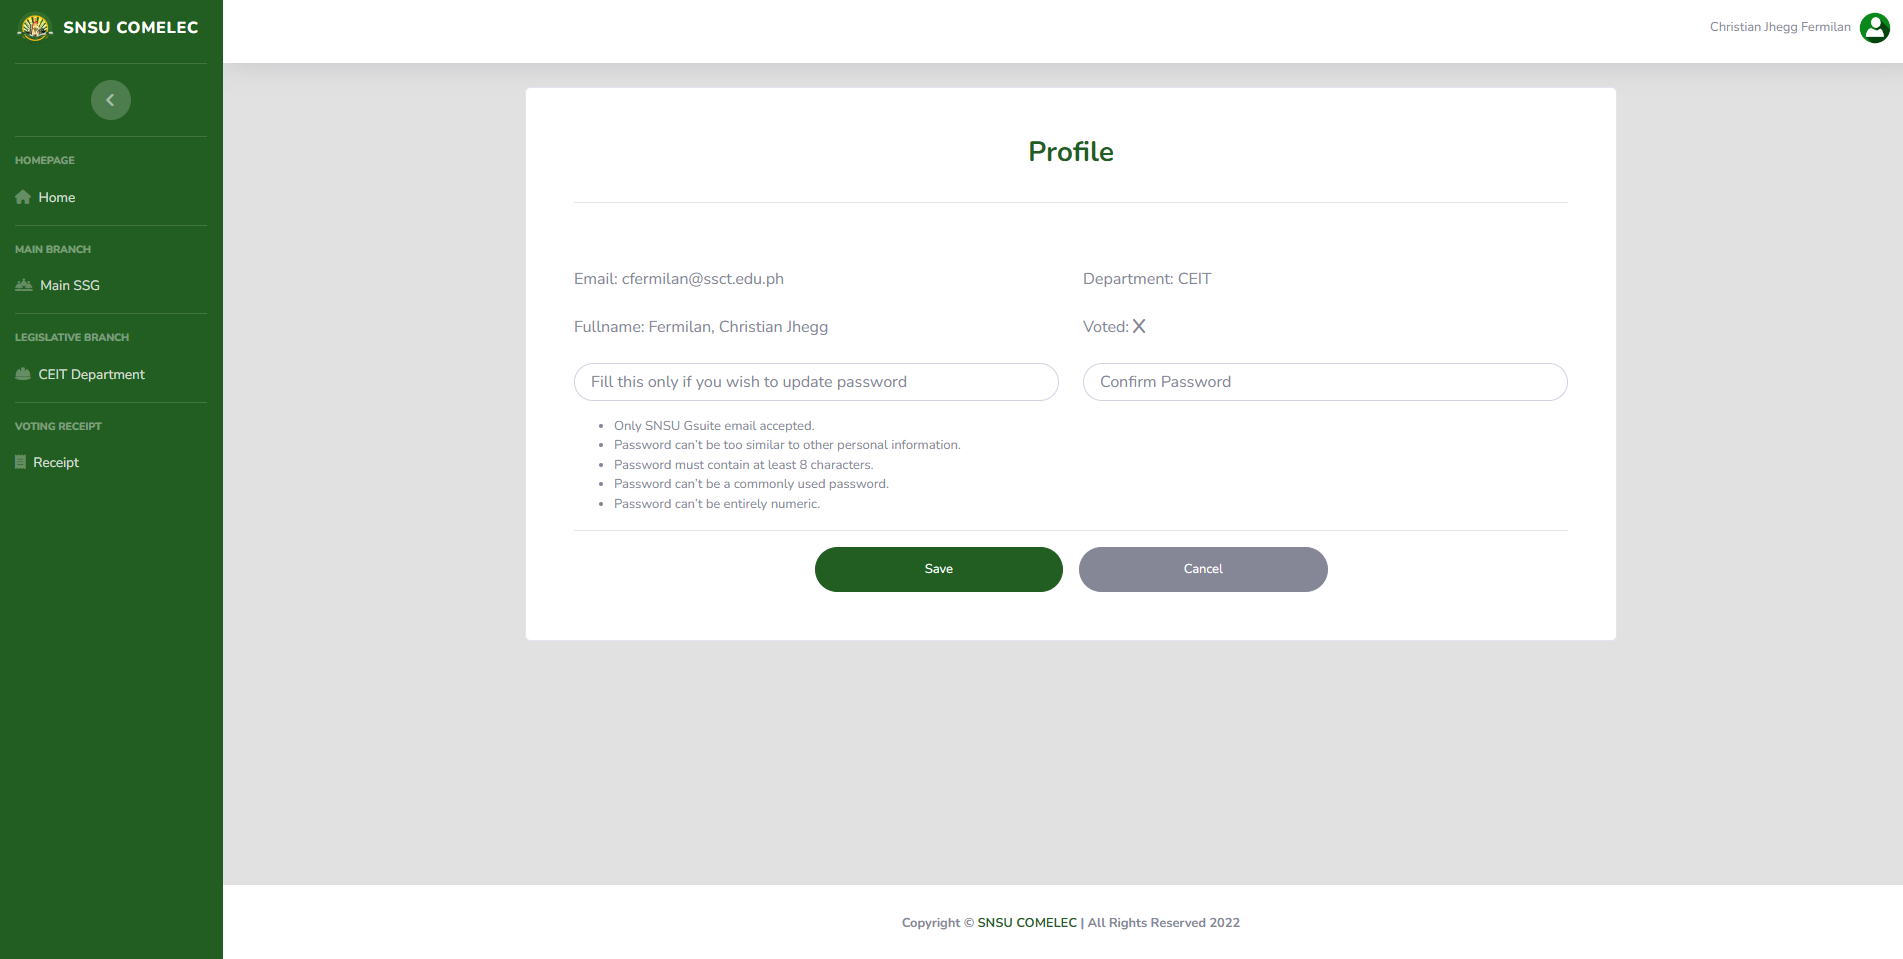 SNSU COMELEC
Christian Jhegg Fermilan
HOMEPAGE
Home
MAIN BRANCH
Main SSG
LEGISLATIVE BRANCH
CEIT Department
VOTING RECEIPT
Receipt
Profile
Email: cfermilan@ssct.edu.ph
Department: CEIT
Fullname: Fermilan, Christian Jhegg
Voted:
Fill this only if you wish to update password
Confirm Password
Only SNSU Gsuite email accepted.
Password can't be too similar to other personal information.
Password must contain at least 8 characters.
Password can't be a commonly used password.
Password can't be entirely numeric.
Save
Cancel
Copyright © SNSU COMELEC | All Rights Reserved 2022